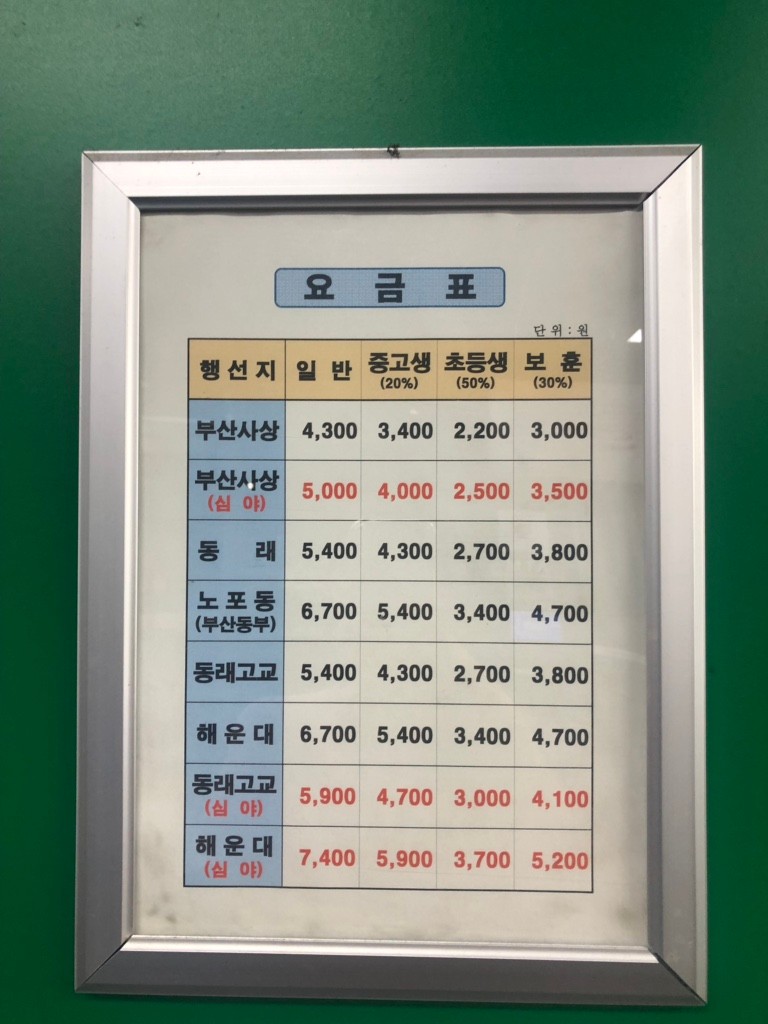 요 금 표
단 위 : 원
행 선 지 일 반 중고생 초등생 보 훈
(20%) (50%) (30%)
부산사상 4,300 3,400 2,200 3,000
부산사상 5,000 4,000 2,500 3,500
(심 야)
동 래 5,400 4,300 2,700 3,800
노 포 동 6,700 5,400 3,400 4,700
(부산동부)
동래고교 5,400 4,300 2,700 3,800
해 운 대 6,700 5,400 3,400 4,700
동래고교 5,900 4,700 3,000 4,100
(심 야)
해 운 대 7,400 5,900 3,700 5,200
(심 야)